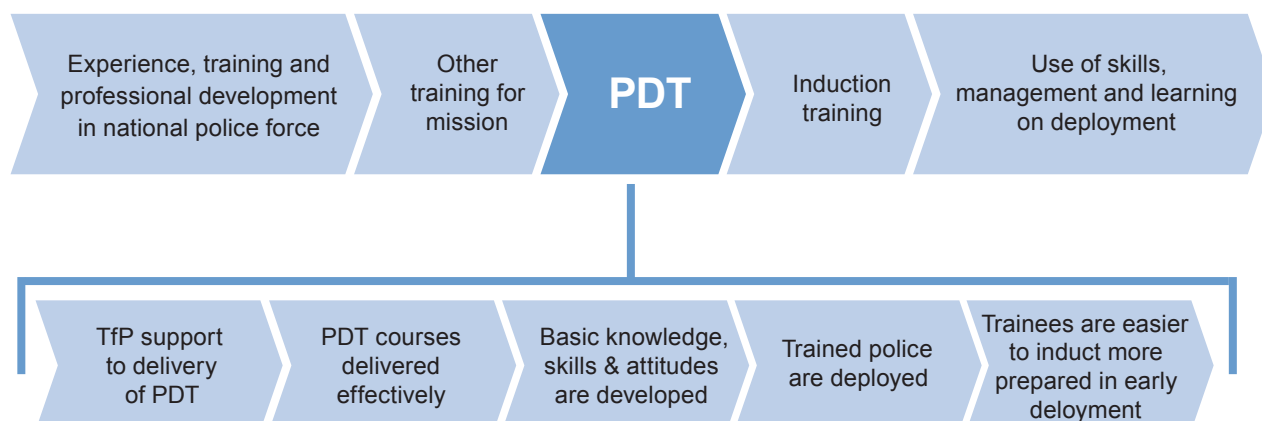 Experience, training and
professional development
in national police force
Other
training for
mission
PDT
Induction
training
Use of skills,
management and learning
on deployment
TfP support
to delivery
of PDT
PDT courses
delivered
effectively
Basic knowledge,
skills & attitudes
are developed
Trained police
are deployed
Trainees are easier
to induct more
prepared in early
deloyment